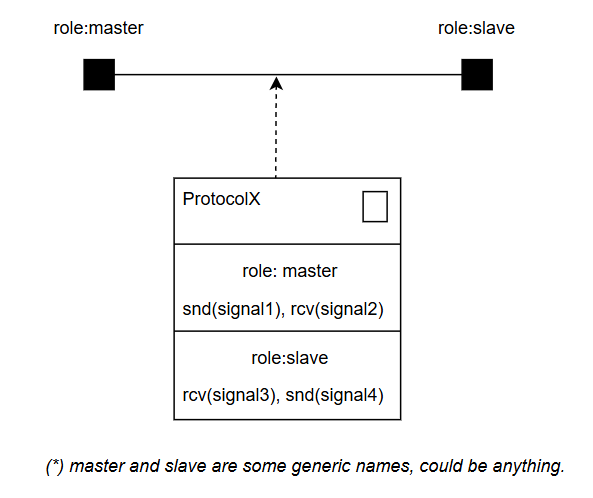 role:master
role:slave
ProtocolX
role: master
snd(signal1), rcv(signal2)
role:slave
rcv(signal3), snd(signal4)
(*) master and slave are some generic names, could be anything.